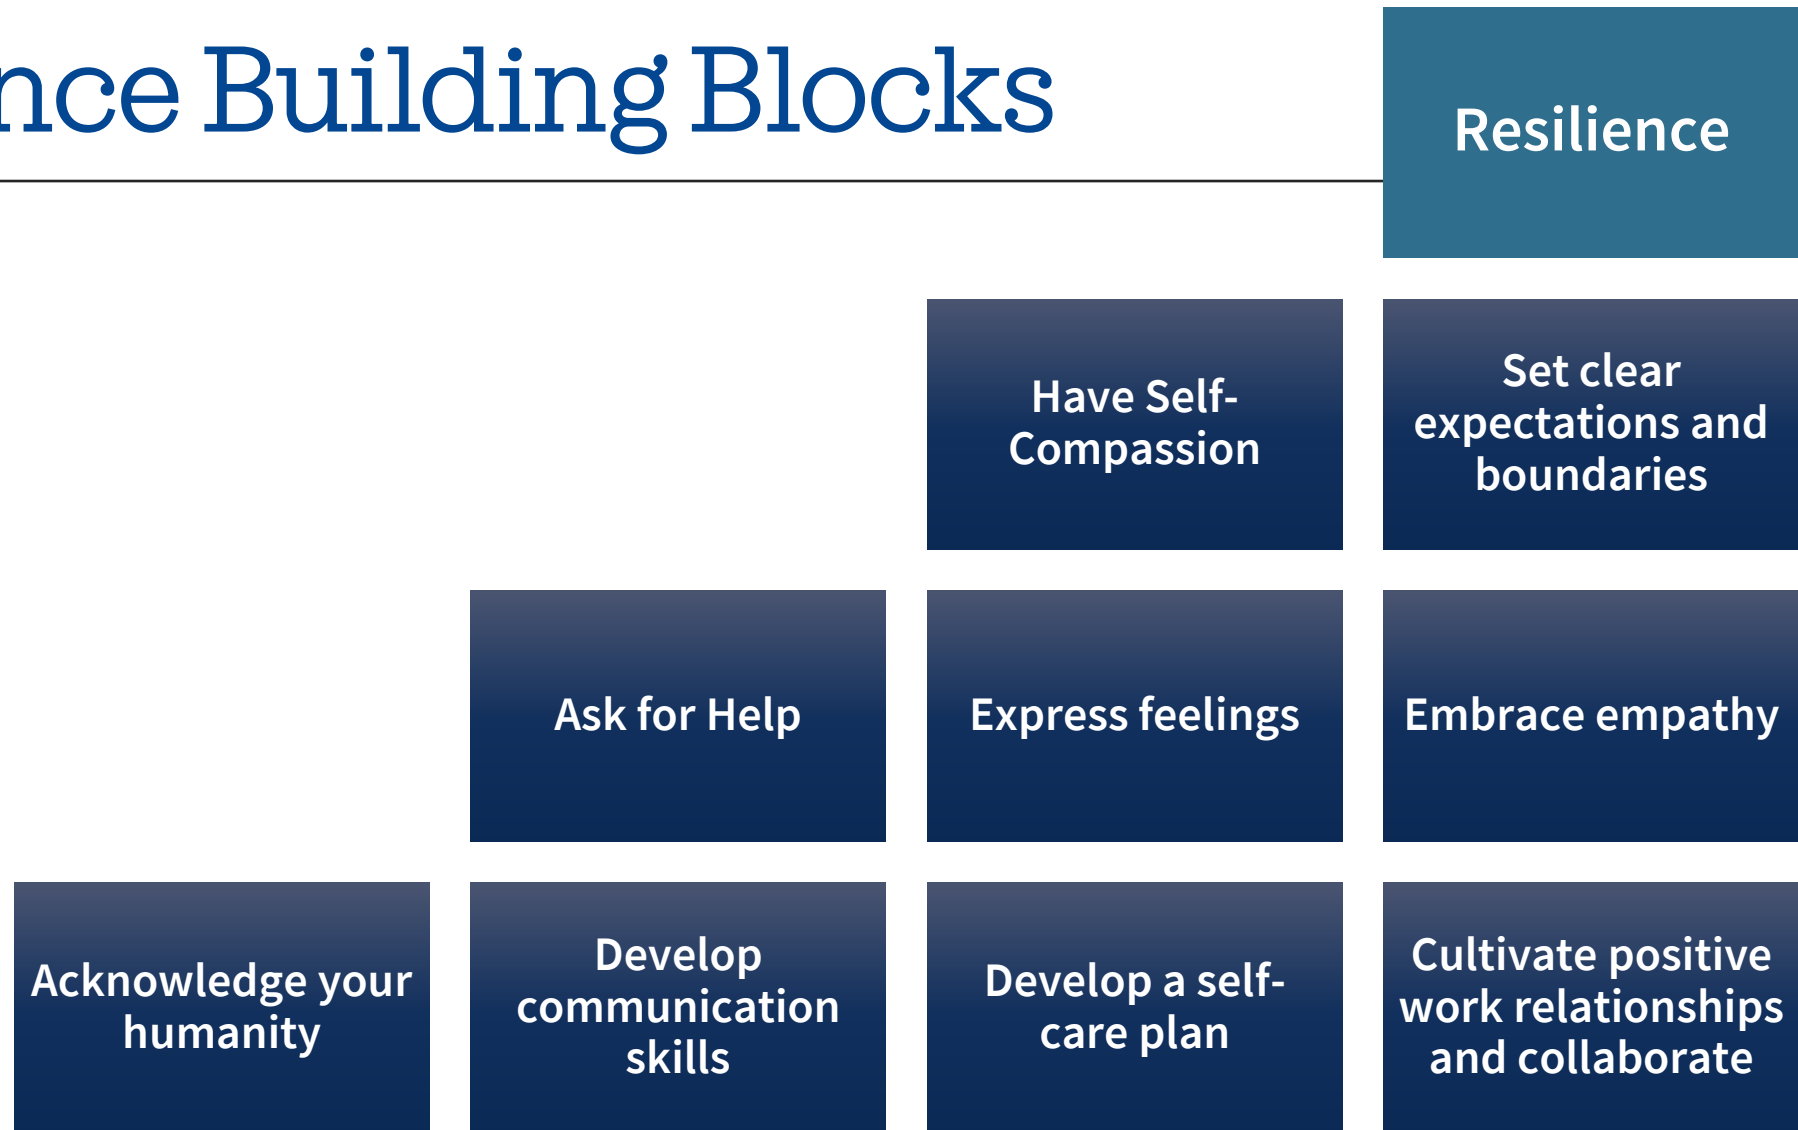 nce Building Blocks
Resilience
Have Self-
Compassion
Set clear
expectations and
boundaries
Ask for Help
Express feelings
Embrace empathy
Acknowledge your
humanity
Develop
communication
skills
Develop a self-
care plan
Cultivate positive
work relationships
and collaborate